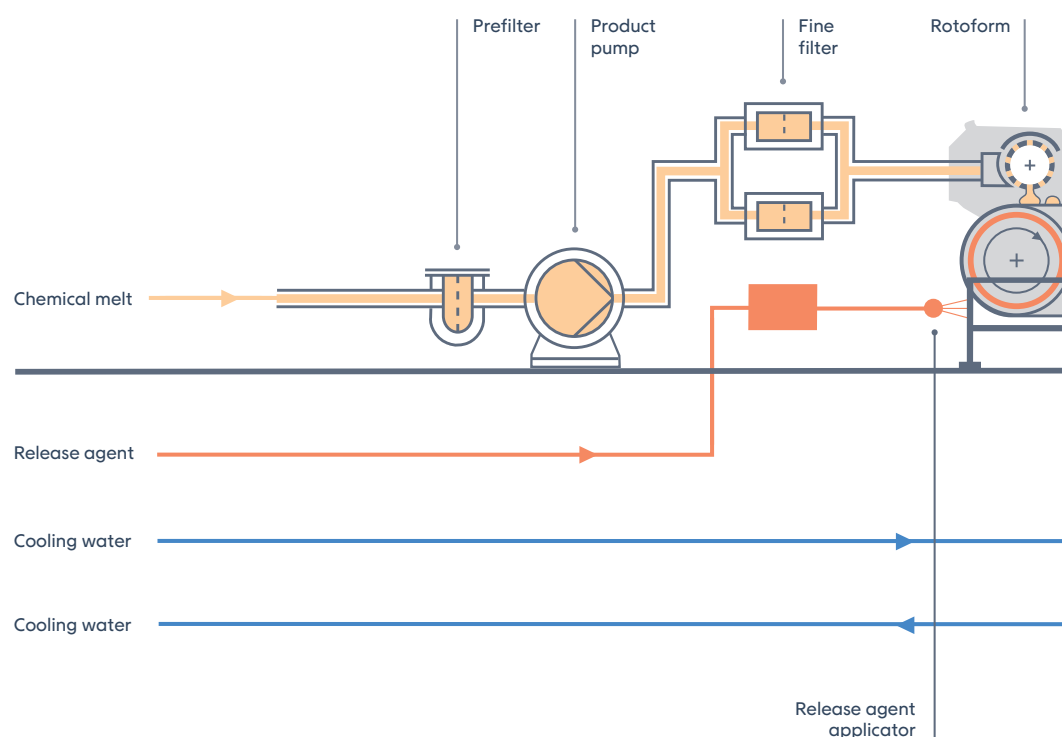 Prefilter
Product
pump
Fine
filter
Rotoform
Chemical melt
Release agent
Cooling water
Cooling water
Release agent
applicator